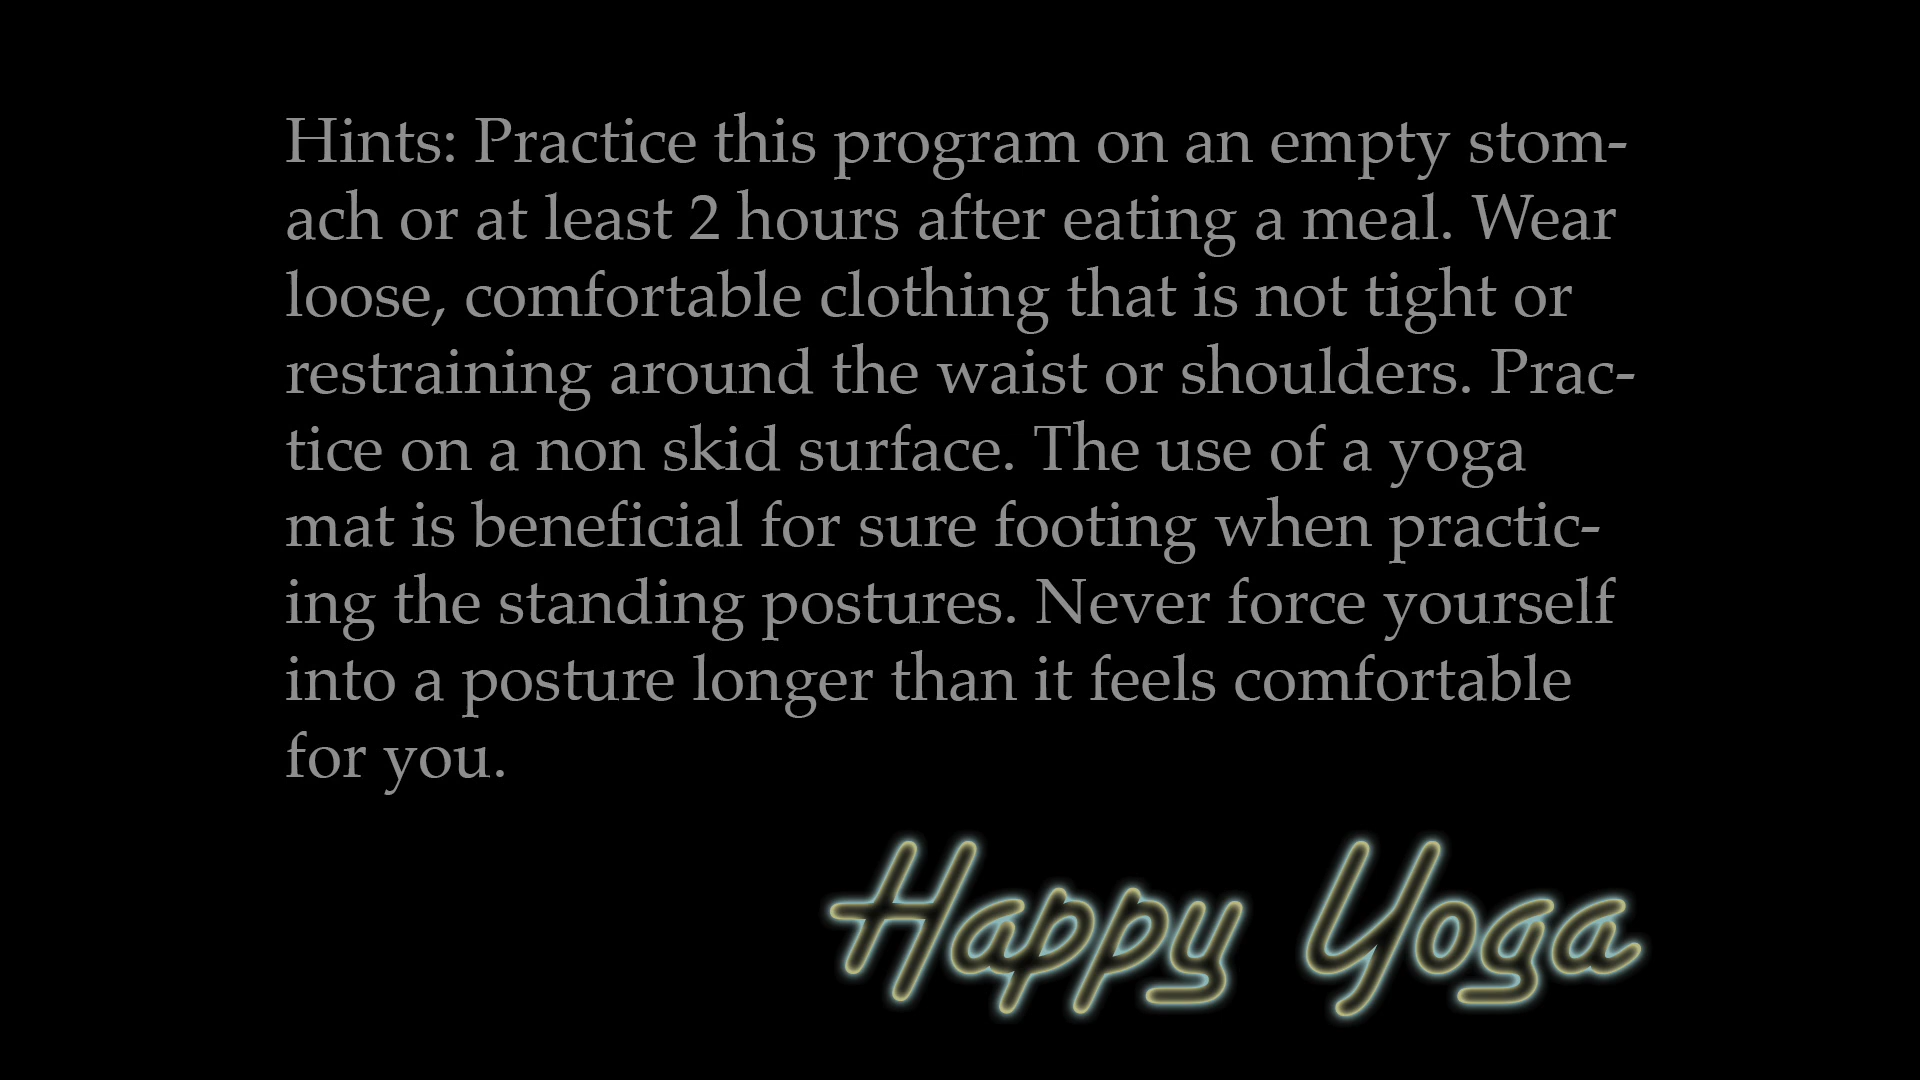 Hints: Practice this program on an empty stom-
ach or at least 2 hours after eating a meal. Wear
loose, comfortable clothing that is not tight or
restraining around the waist or shoulders. Prac-
tice on a non skid surface. The use of a yoga
mat is beneficial for sure footing when practic-
ing the standing postures. Never force yourself
into a posture longer than it feels comfortable
for you.
Happy Yoga